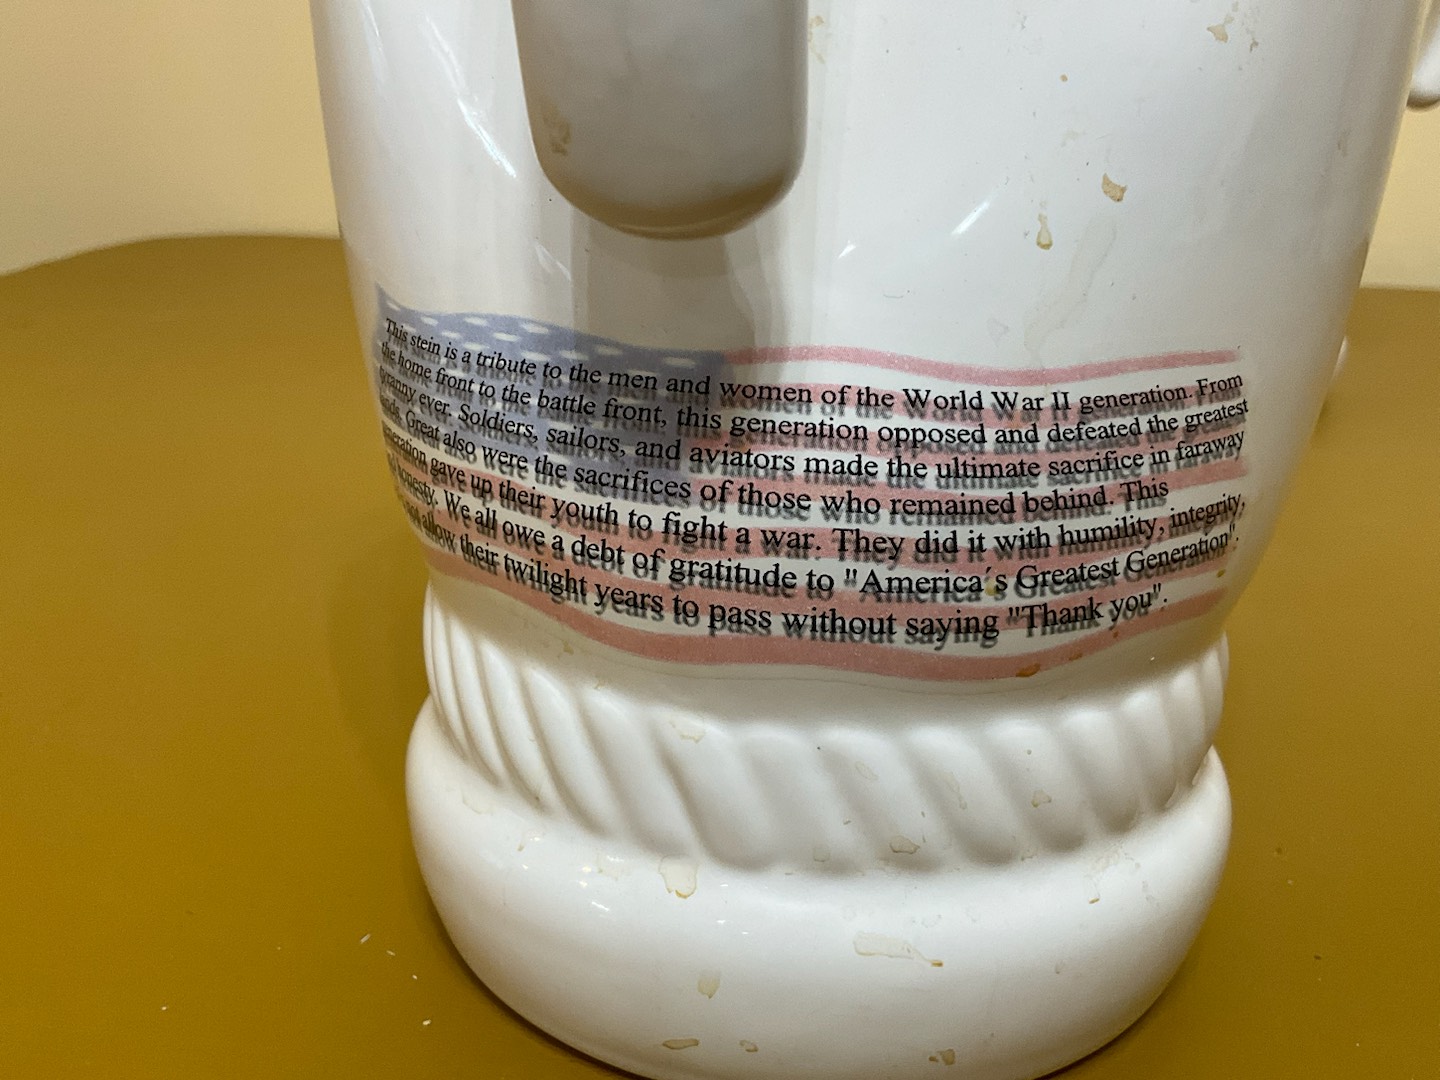 This stein is a tribute to the men and women of the World War II generation. From
the home front to the battle front, this generation opposed and defeated the greatest
tyranny ever. Soldiers, sailors, and aviators made the ultimate sacrifice in faraway
lands. Great also were the sacrifices of those who remained behind. This
generation gave up their youth to fight a war. They did it with humility, integrity,
honesty. We all owe a debt of gratitude to "America´s Greatest Generation".
not allow their twilight years to pass without saying "Thank you".